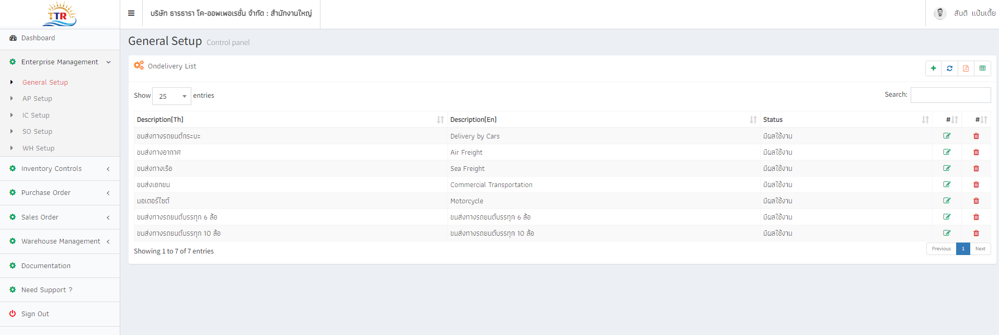 TTR
บริษัท ธารธารา โค-ออพเพอเรชั่น จำกัด : สำนักงานใหญ่
สันติ แป้นเตี้ย
Dashboard
Enterprise Management
General Setup
AP Setup
IC Setup
SO Setup
WH Setup
Inventory Controls
Purchase Order
Sales Order
Warehouse Management
Documentation
Need Support ?
Sign Out
General Setup Control panel
Ondelivery List
Show 25 entries
Search:
Description(Th) Description(En) Status # #
ขนส่งทางรถยนต์กระบะ Delivery by Cars มีผลใช้งาน
ขนส่งทางอากาศ Air Freight มีผลใช้งาน
ขนส่งทางเรือ Sea Freight มีผลใช้งาน
ขนส่งเอกชน Commercial Transportation มีผลใช้งาน
มอเตอร์ไซต์ Motorcycle มีผลใช้งาน
ขนส่งทางรถยนต์บรรทุก 6 ล้อ ขนส่งทางรถยนต์บรรทุก 6 ล้อ มีผลใช้งาน
ขนส่งทางรถยนต์บรรทุก 10 ล้อ ขนส่งทางรถยนต์บรรทุก 10 ล้อ มีผลใช้งาน
Showing 1 to 7 of 7 entries
Previous 1 Next